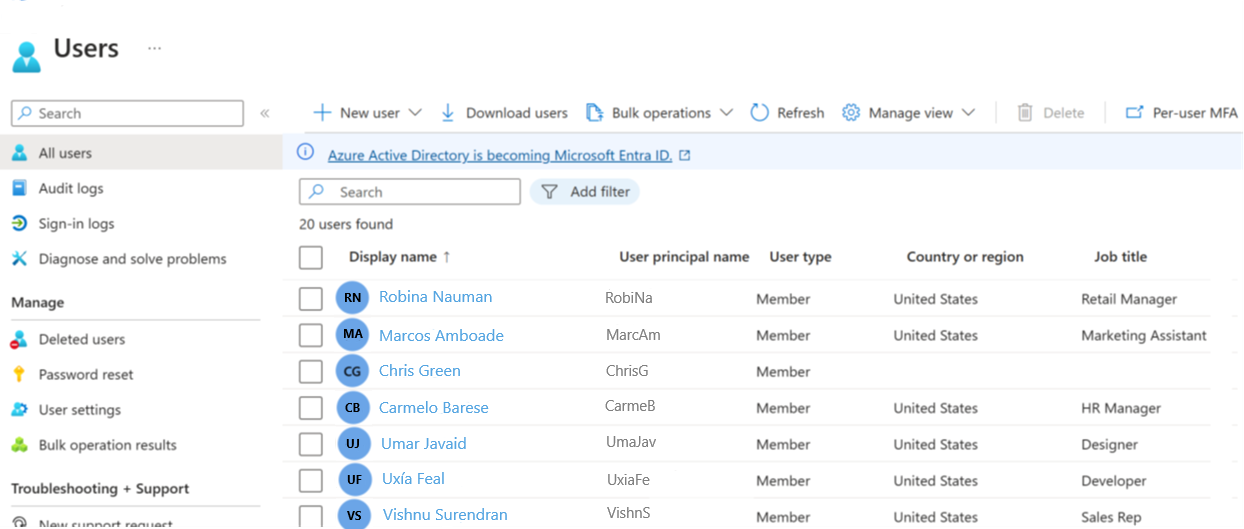 Users ...
Search «
New user Download users Bulk operations Refresh Manage view Delete Per-user MFA
All users
Azure Active Directory is becoming Microsoft Entra ID.
Audit logs
Search Add filter
Sign-in logs
20 users found
Diagnose and solve problems
Display name ↑ User principal name User type Country or region Job title
Manage
RN Robina Nauman RobiNa Member United States Retail Manager
Deleted users
MA Marcos Amboade MarcAm Member United States Marketing Assistant
Password reset
CG Chris Green ChrisG Member
User settings
CB Carmelo Barese CarmeB Member United States HR Manager
Bulk operation results
UJ Umar Javaid UmaJav Member United States Designer
Troubleshooting + Support
UF Uxía Feal UxiaFe Member United States Developer
New support request
VS Vishnu Surendran VishnS Member United States Sales Rep